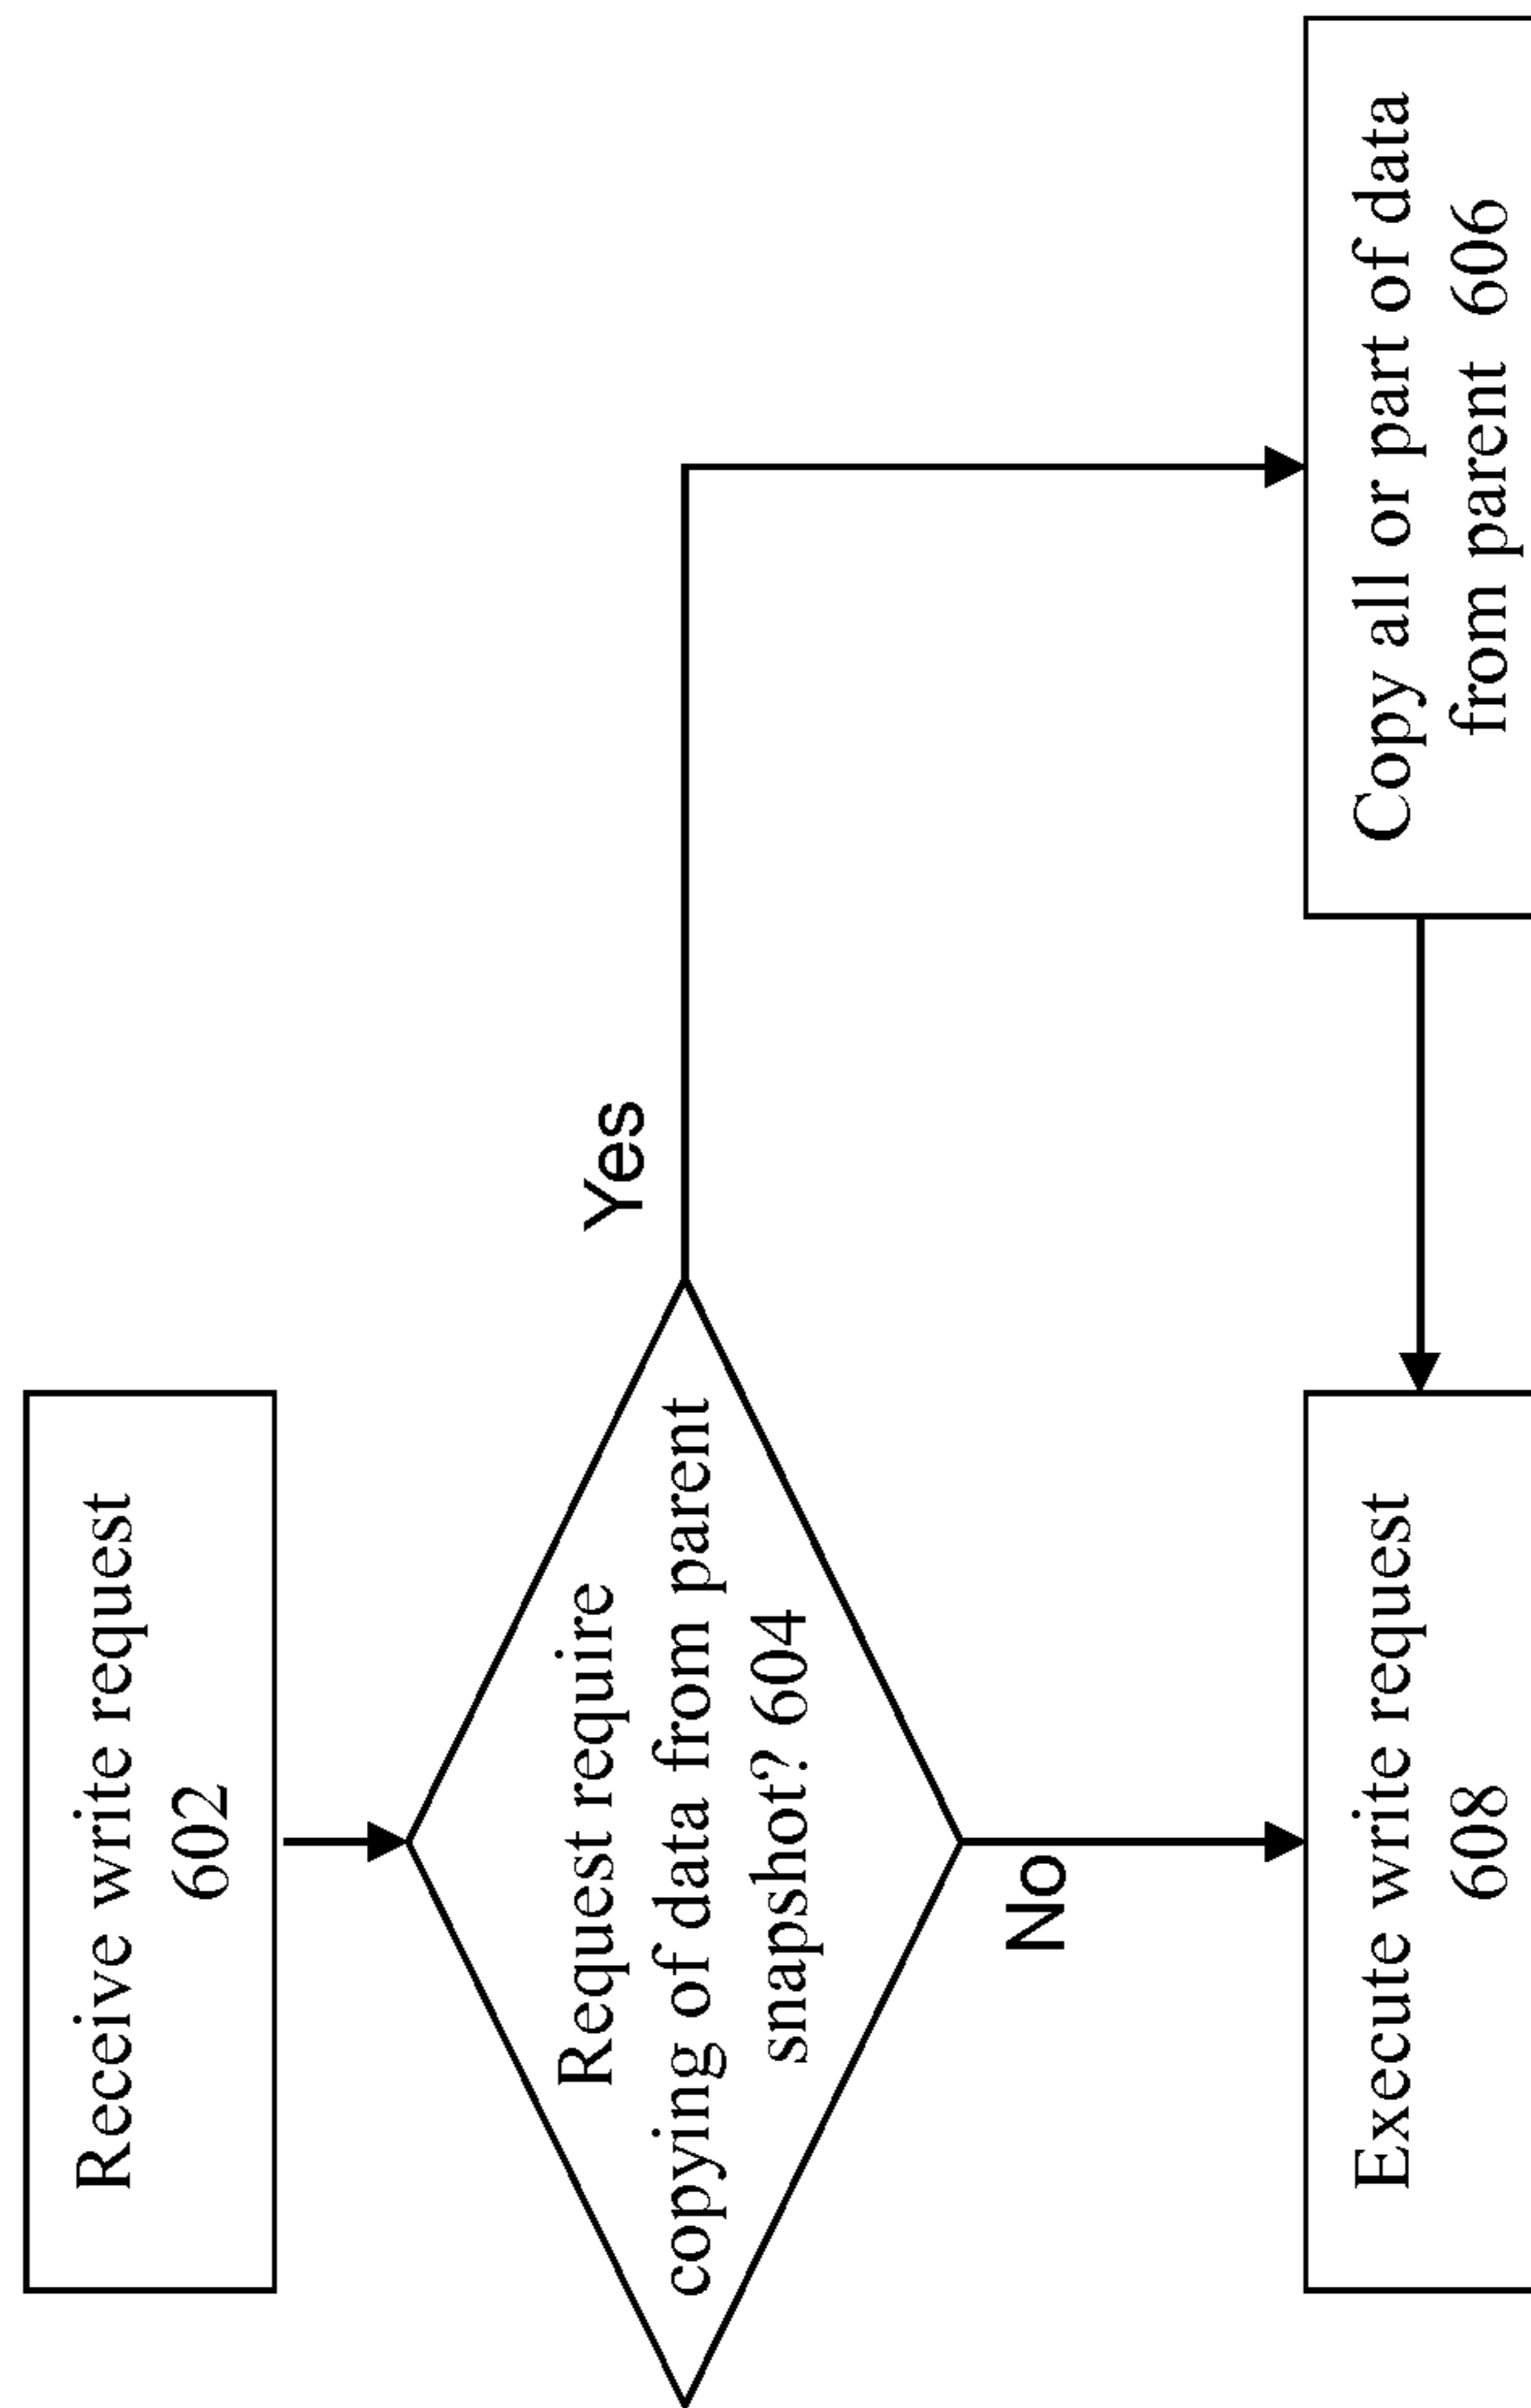 Receive write request
602
Request require
copying of data from parent
snapshot? 604
Yes
No
Copy all or part of data
from parent 606
Execute write request
608